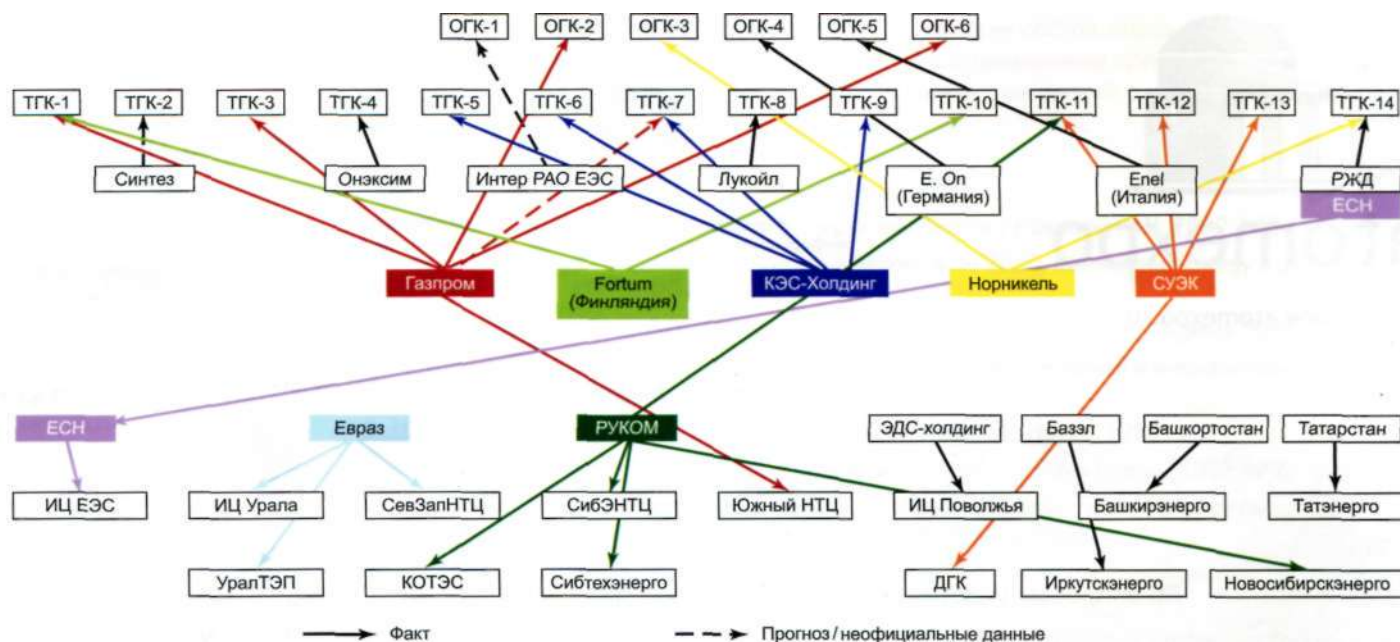 ОГК-1
ОГК-2
ОГК-3
ОГК-4
ОГК-5
ОГК-6
ТГК-1
ТГК-2
ТГК-3
ТГК-4
ТГК-5
ТГК-6
ТГК-7
ТГК-8
ТГК-9
ТГК-10
ТГК-11
ТГК-12
ТГК-13
ТГК-14
Синтез
Онэксим
Интер РАО ЕЭС
Лукойл
E. On
(Германия)
Enel
(Италия)
РЖД
ЕСН
Газпром
Fortum
(Финляндия)
КЭС-Холдинг
Норникель
СУЭК
ЕСН
Евраз
РУКОМ
ЭДС-холдинг
Базэл
Башкортостан
Татарстан
ИЦ ЕЭС
ИЦ Урала
СевЗапНТЦ
СибЭНТЦ
Южный НТЦ
ИЦ Поволжья
Башкирэнерго
Татэнерго
УралТЭП
КОТЭС
Сибтехэнерго
ДГК
Иркутскэнерго
Новосибирскэнерго
Факт
Прогноз/неофициальные данные